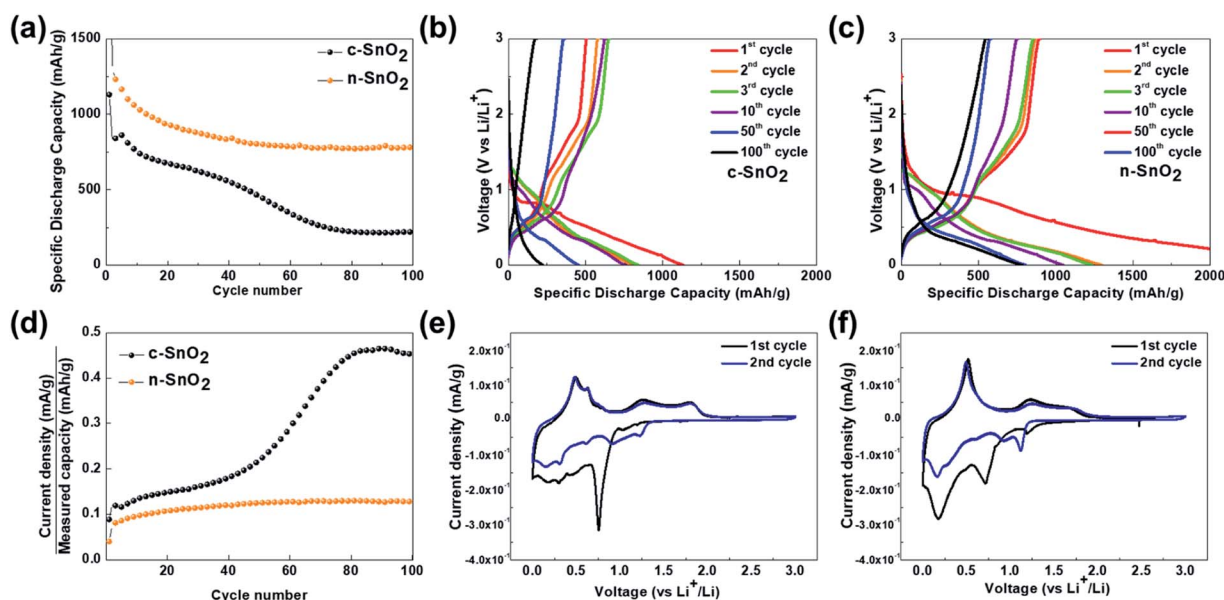 (a)
Specific Discharge Capacity (mAh/g)
1500
1000
500
0
c-SnO2
n-SnO2
0
20
40
60
80
100
Cycle number
(b)
Voltage (V vs Li/Li+)
3
2
1
0
1st cycle
2nd cycle
3rd cycle
10th cycle
50th cycle
100th cycle
c-SnO2
0
500
1000
1500
2000
Specific Discharge Capacity (mAh/g)
(c)
Voltage (V vs Li/Li+)
3
2
1
0
1st cycle
2nd cycle
3rd cycle
10th cycle
50th cycle
100th cycle
n-SnO2
0
500
1000
1500
2000
Specific Discharge Capacity (mAh/g)
(d)
Current density (mA/g)
Measured capacity (mAh/g)
0.5
0.4
0.3
0.2
0.1
0.0
c-SnO2
n-SnO2
0
20
40
60
80
100
Cycle number
(e)
Current density (mA/g)
2.0x10-1
1.0x10-1
0.0
-1.0x10-1
-2.0x10-1
-3.0x10-1
-4.0x10-1
1st cycle
2nd cycle
0.0
0.5
1.0
1.5
2.0
2.5
3.0
Voltage (vs Li+/Li)
(f)
Current density (mA/g)
2.0x10-1
1.0x10-1
0.0
-1.0x10-1
-2.0x10-1
-3.0x10-1
-4.0x10-1
1st cycle
2nd cycle
0.0
0.5
1.0
1.5
2.0
2.5
3.0
Voltage (vs Li+/Li)